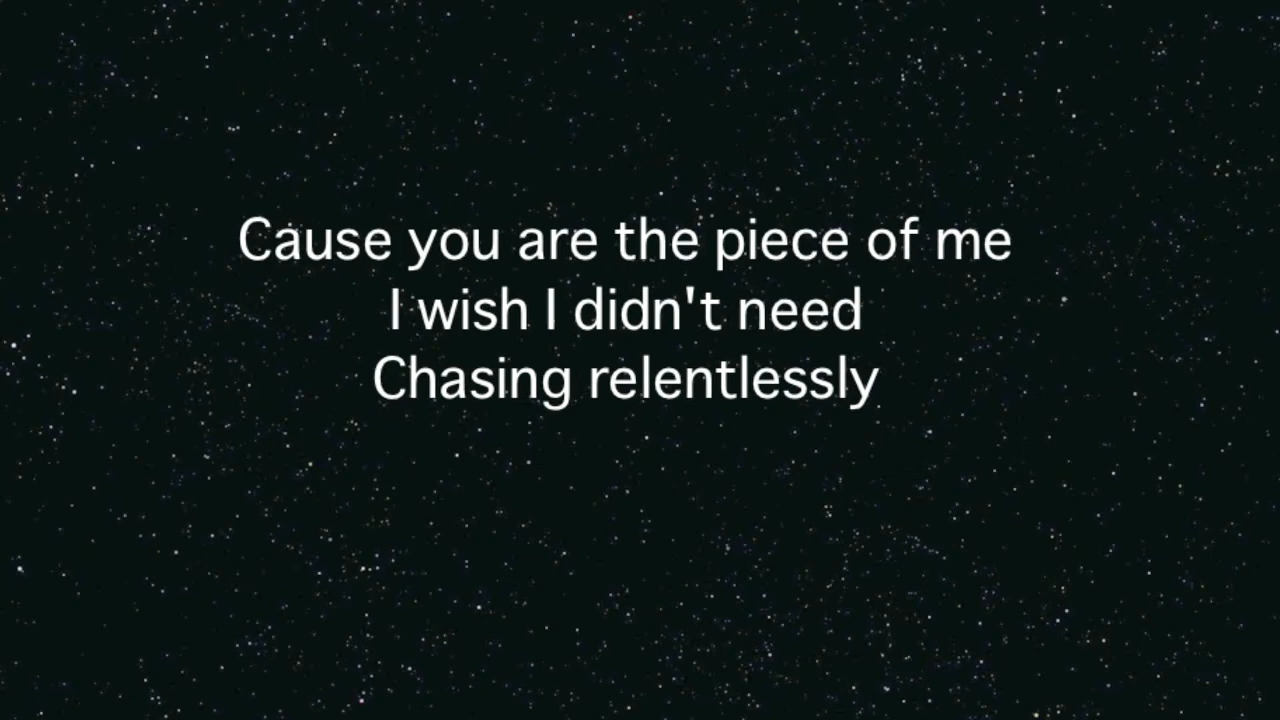 Cause you are the piece of me
I wish I didn't need
Chasing relentlessly